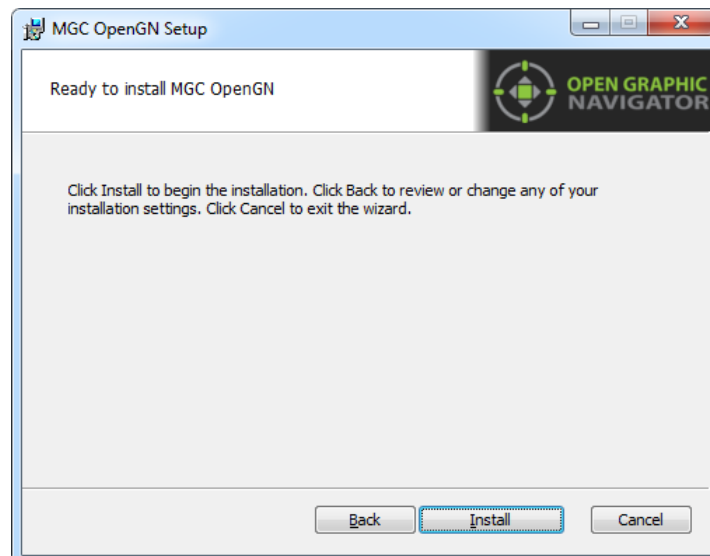 MGC OpenGN Setup
Ready to install MGC OpenGN
OPEN GRAPHIC
NAVIGATOR
Click Install to begin the installation. Click Back to review or change any of your
installation settings. Click Cancel to exit the wizard.
Back Install Cancel